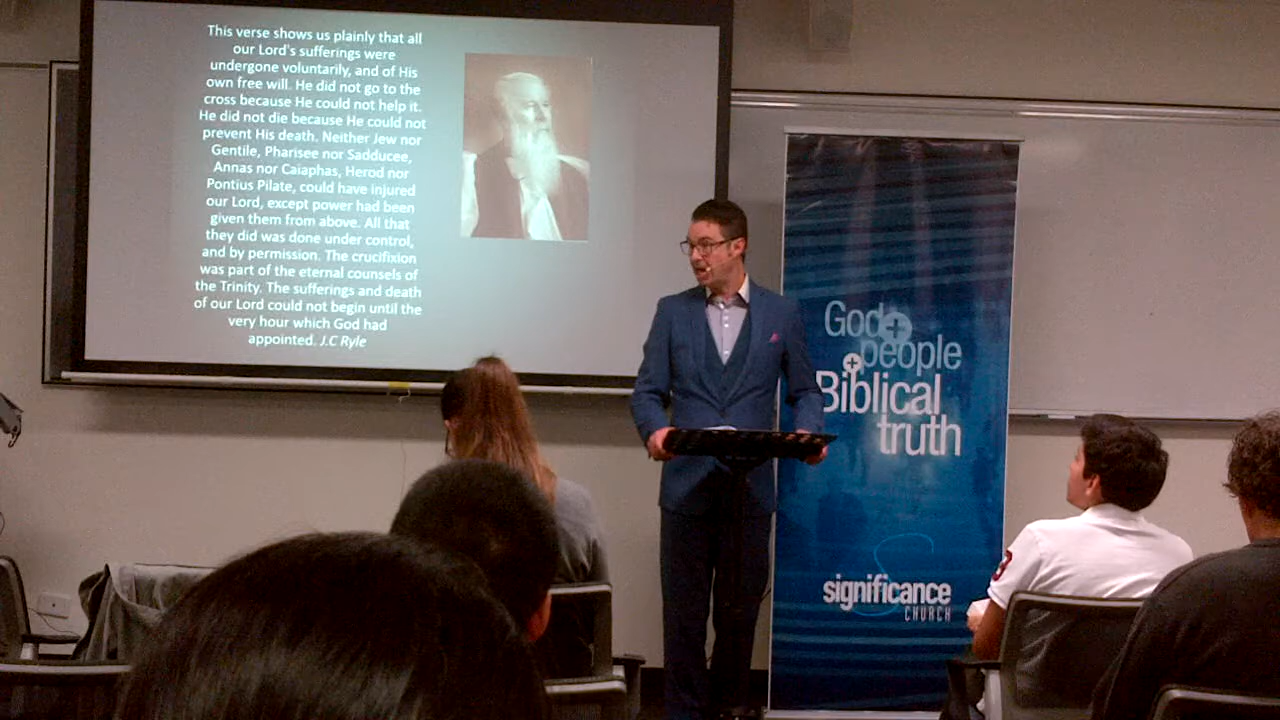 This verse shows us plainly that all
our Lord's sufferings were
undergone voluntarily, and of His
own free will. He did not go to the
cross because He could not help it.
He did not die because He could not
prevent His death. Neither Jew nor
Gentile, Pharisee nor Sadducee,
Annas nor Caiaphas, Herod nor
Pontius Pilate, could have injured
our Lord, except power had been
given them from above. All that
they did was done under control,
and by permission. The crucifixion
was part of the eternal counsels of
the Trinity. The sufferings and death
of our Lord could not begin until the
very hour which God had
appointed. J.C Ryle
God+
people
+
Biblical
truth
significance
CHURCH
3